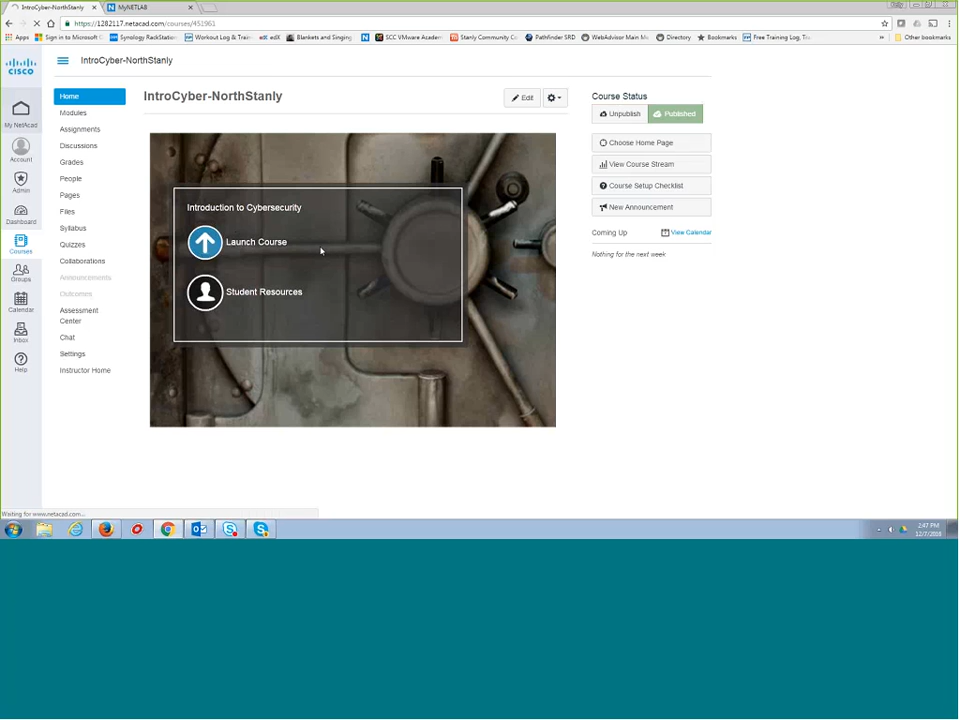 IntroCyber-NorthStanly
MyNETLAB
https://1282117.netacad.com/courses/451961
Apps
Sign in to Microsoft
Synology RackStation
Workout Log & Train
edX
Blankets and Singing
SCC VMware Academ
Stanly Community Co
Pathfinder SRD
WebAdvisor Main M
Directory
Bookmarks
Free Training Log, Tra
Other bookmarks
CISCO
IntroCyber-NorthStanly
My NetAcad
Account
Admin
Dashboard
Courses
Groups
Calendar
Inbox
Help
Home
Modules
Assignments
Discussions
Grades
People
Pages
Files
Syllabus
Quizzes
Collaborations
Announcements
Outcomes
Assessment
Center
Chat
Settings
Instructor Home
IntroCyber-NorthStanly
Edit
Introduction to Cybersecurity
Launch Course
Student Resources
Course Status
Unpublish
Published
Choose Home Page
View Course Stream
Course Setup Checklist
New Announcement
Coming Up
View Calendar
Nothing for the next week
Waiting for www.netacad.com...
2:47 PM